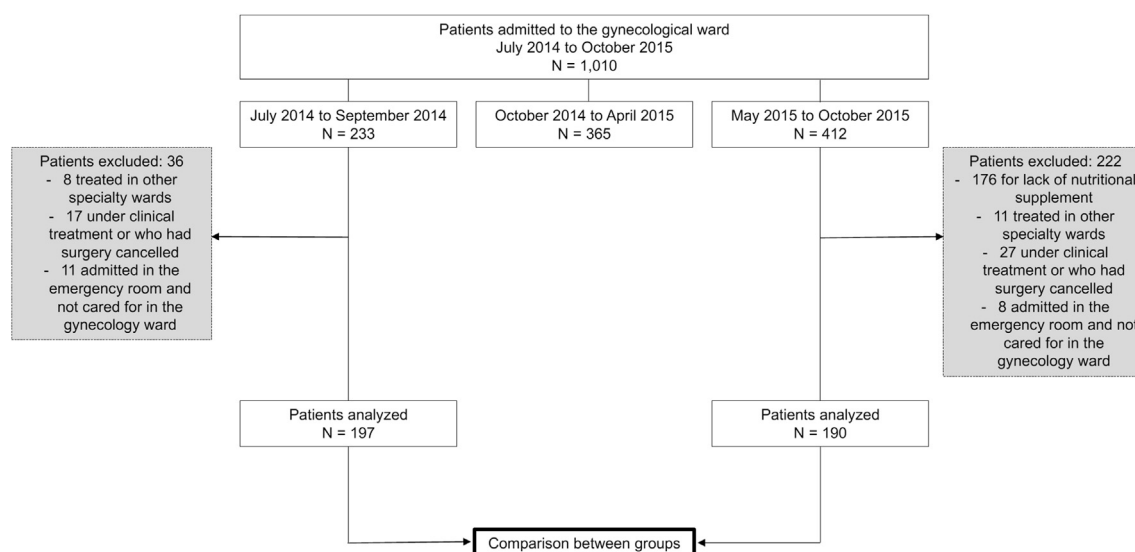 Patients admitted to the gynecological ward
July 2014 to October 2015
N = 1,010
July 2014 to September 2014
N = 233
October 2014 to April 2015
N = 365
May 2015 to October 2015
N = 412
Patients excluded: 36
- 8 treated in other
specialty wards
- 17 under clinical
treatment or who had
surgery cancelled
- 11 admitted in the
emergency room and
not cared for in the
gynecology ward
Patients excluded: 222
- 176 for lack of nutritional
supplement
- 11 treated in other
specialty wards
- 27 under clinical
treatment or who had
surgery cancelled
- 8 admitted in the
emergency room and not
cared for in the
gynecology ward
Patients analyzed
N = 197
Patients analyzed
N = 190
Comparison between groups